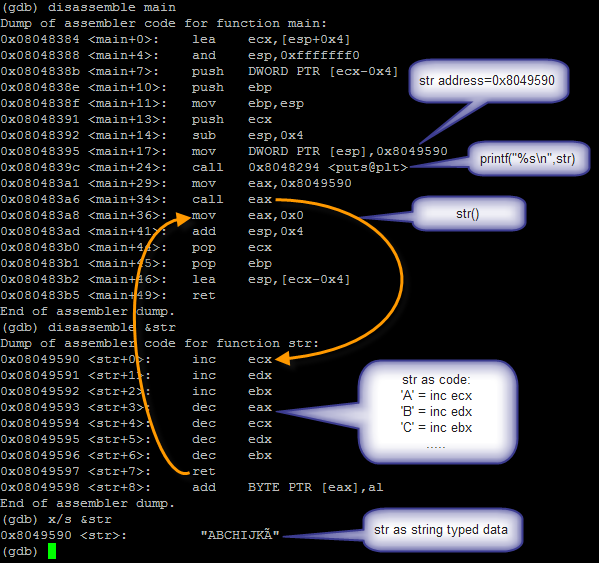 (gdb) disassemble main
Dump of assembler code for function main:
0x08048384 <main+0>: lea ecx,[esp+0x4]
0x08048388 <main+4>: and esp,0xfffffff0
0x0804838b <main+7>: push DWORD PTR [ecx-0x4]
0x0804838e <main+10>: push ebp
0x0804838f <main+11>: mov ebp,esp
0x08048391 <main+13>: push ecx
0x08048392 <main+14>: sub esp,0x4
0x08048395 <main+17>: mov DWORD PTR [esp],0x8049590
0x0804839c <main+24>: call 0x8048294 <puts@plt>
0x080483a1 <main+29>: mov eax,0x8049590
0x080483a6 <main+34>: call eax
0x080483a8 <main+36>: mov eax,0x0
0x080483ad <main+41>: add esp,0x4
0x080483b0 <main+44>: pop ecx
0x080483b1 <main+45>: pop ebp
0x080483b2 <main+46>: lea esp,[ecx-0x4]
0x080483b5 <main+49>: ret
End of assembler dump.
(gdb) disassemble &str
Dump of assembler code for function str:
0x08049590 <str+0>: inc ecx
0x08049591 <str+1>: inc edx
0x08049592 <str+2>: inc ebx
0x08049593 <str+3>: dec eax
0x08049594 <str+4>: dec ecx
0x08049595 <str+5>: dec edx
0x08049596 <str+6>: dec ebx
0x08049597 <str+7>: ret
0x08049598 <str+8>: add BYTE PTR [eax],al
End of assembler dump.
(gdb) x/s &str
0x8049590 <str>: "ABCHIJKÃ"
(gdb)
str address=0x8049590
printf("%s\n",str)
str()
str as code:
'A' = inc ecx
'B' = inc edx
'C' = inc ebx
.....
str as string typed data